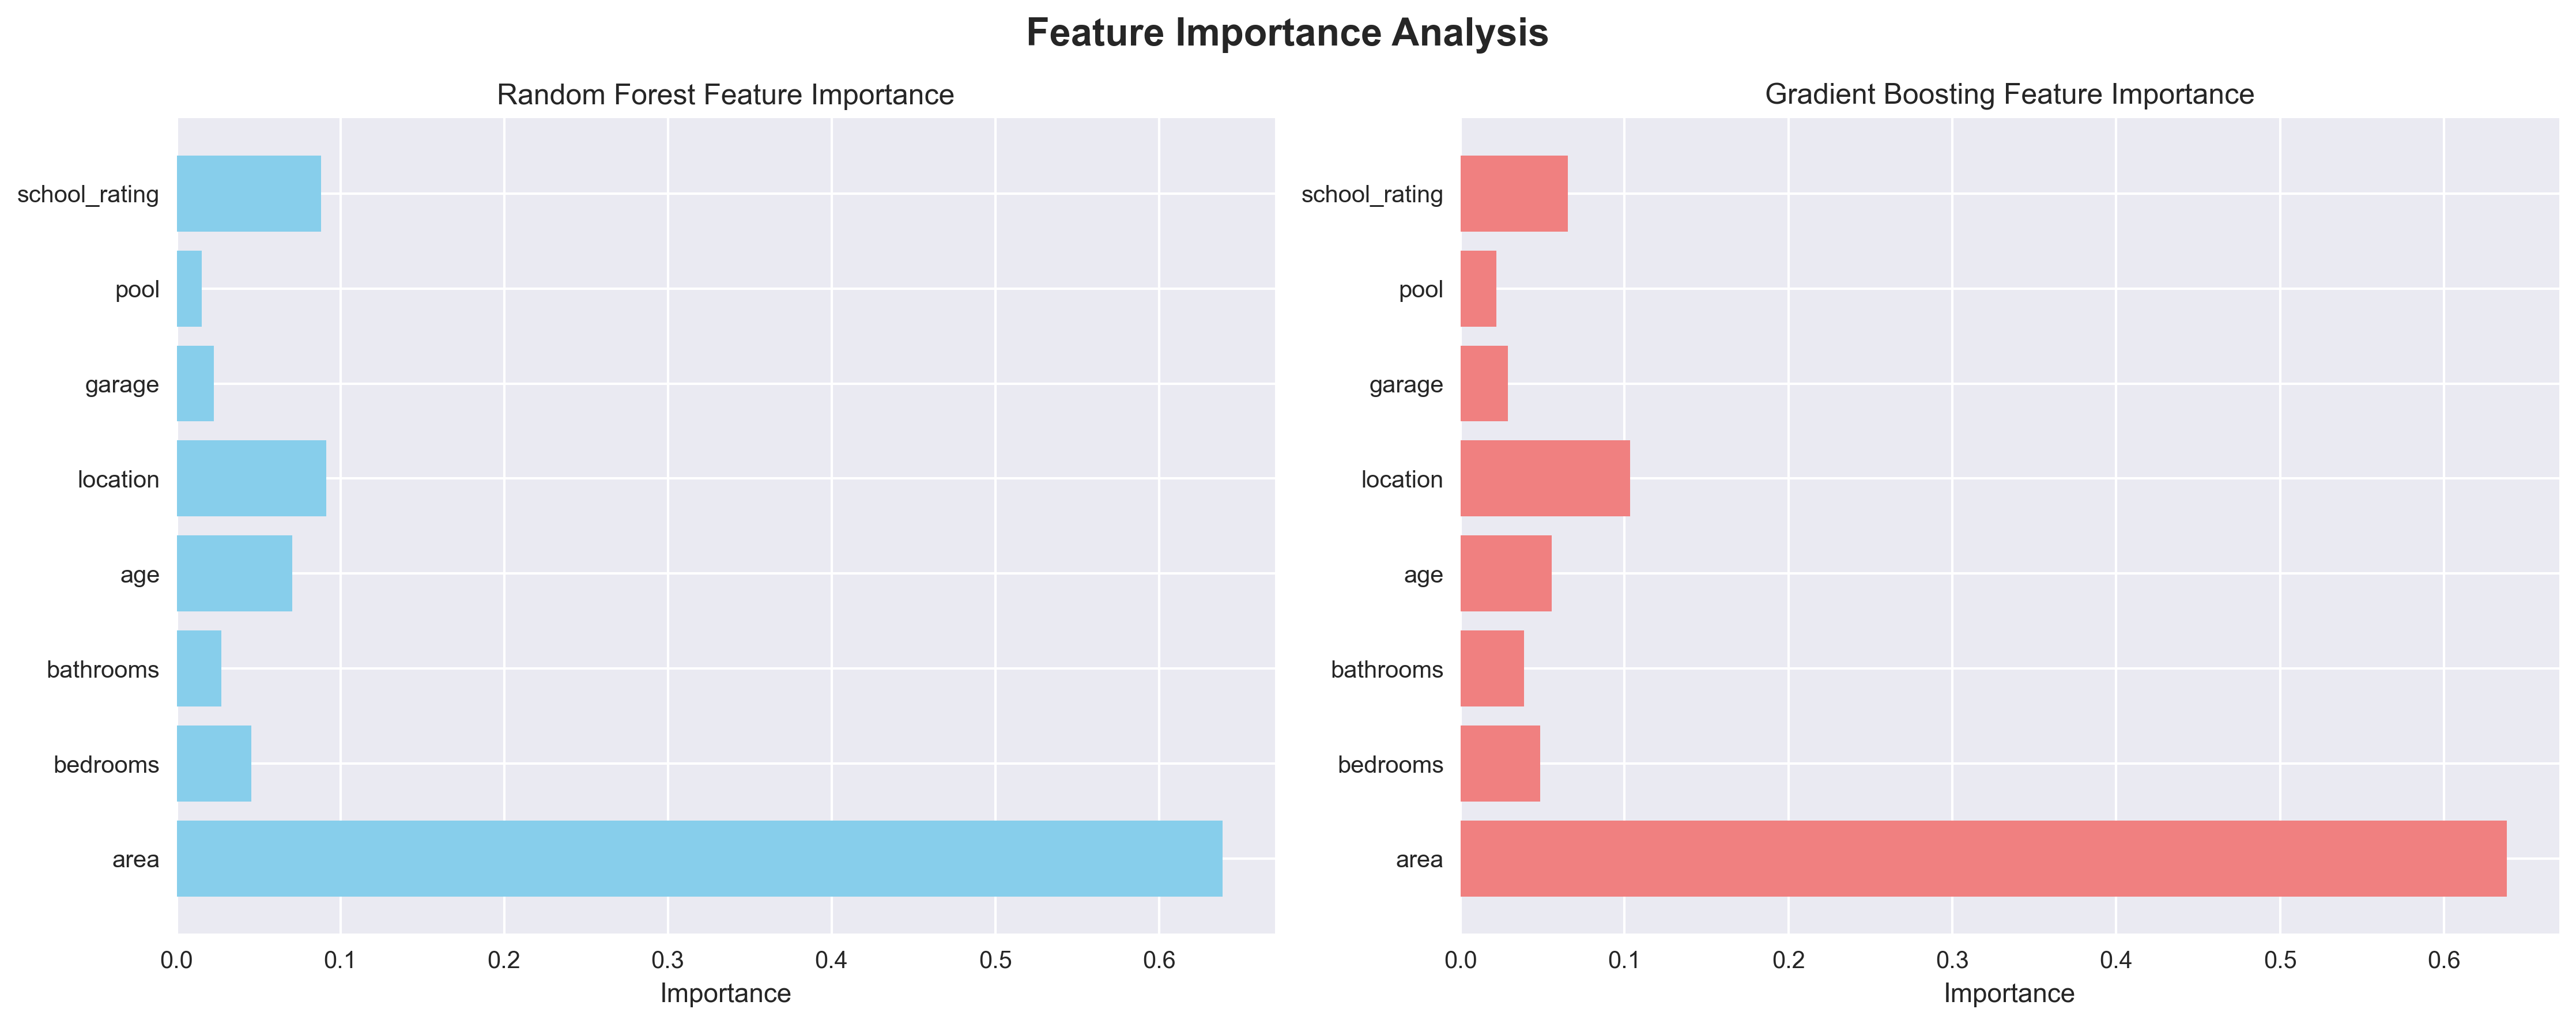 Feature Importance Analysis
Random Forest Feature Importance
school_rating
pool
garage
location
age
bathrooms
bedrooms
area
0.0 0.1 0.2 0.3 0.4 0.5 0.6
Importance
Gradient Boosting Feature Importance
school_rating
pool
garage
location
age
bathrooms
bedrooms
area
0.0 0.1 0.2 0.3 0.4 0.5 0.6
Importance